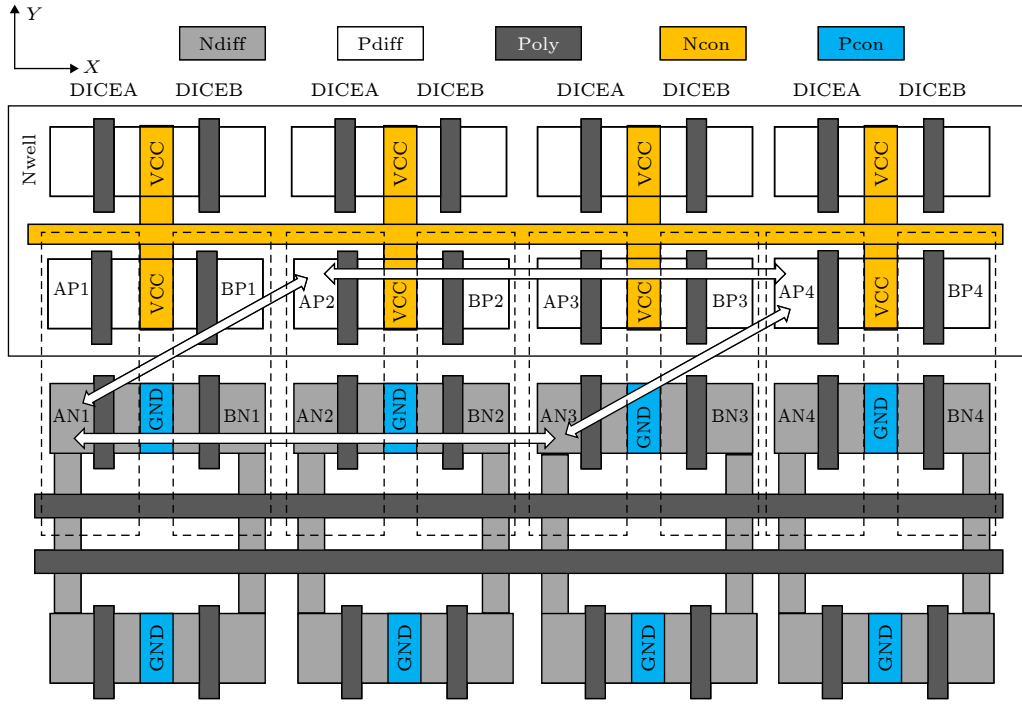 Y
Ndiff Pdiff Poly Ncon Pcon
X
DICEA DICEB DICEA DICEB DICEA DICEB DICEA DICEB
Nwell
VCC VCC VCC VCC
AP1 VCC BP1 AP2 VCC BP2 AP3 VCC BP3 AP4 VCC BP4
AN1 GND BN1 AN2 GND BN2 AN3 GND BN3 AN4 GND BN4
GND GND GND GND